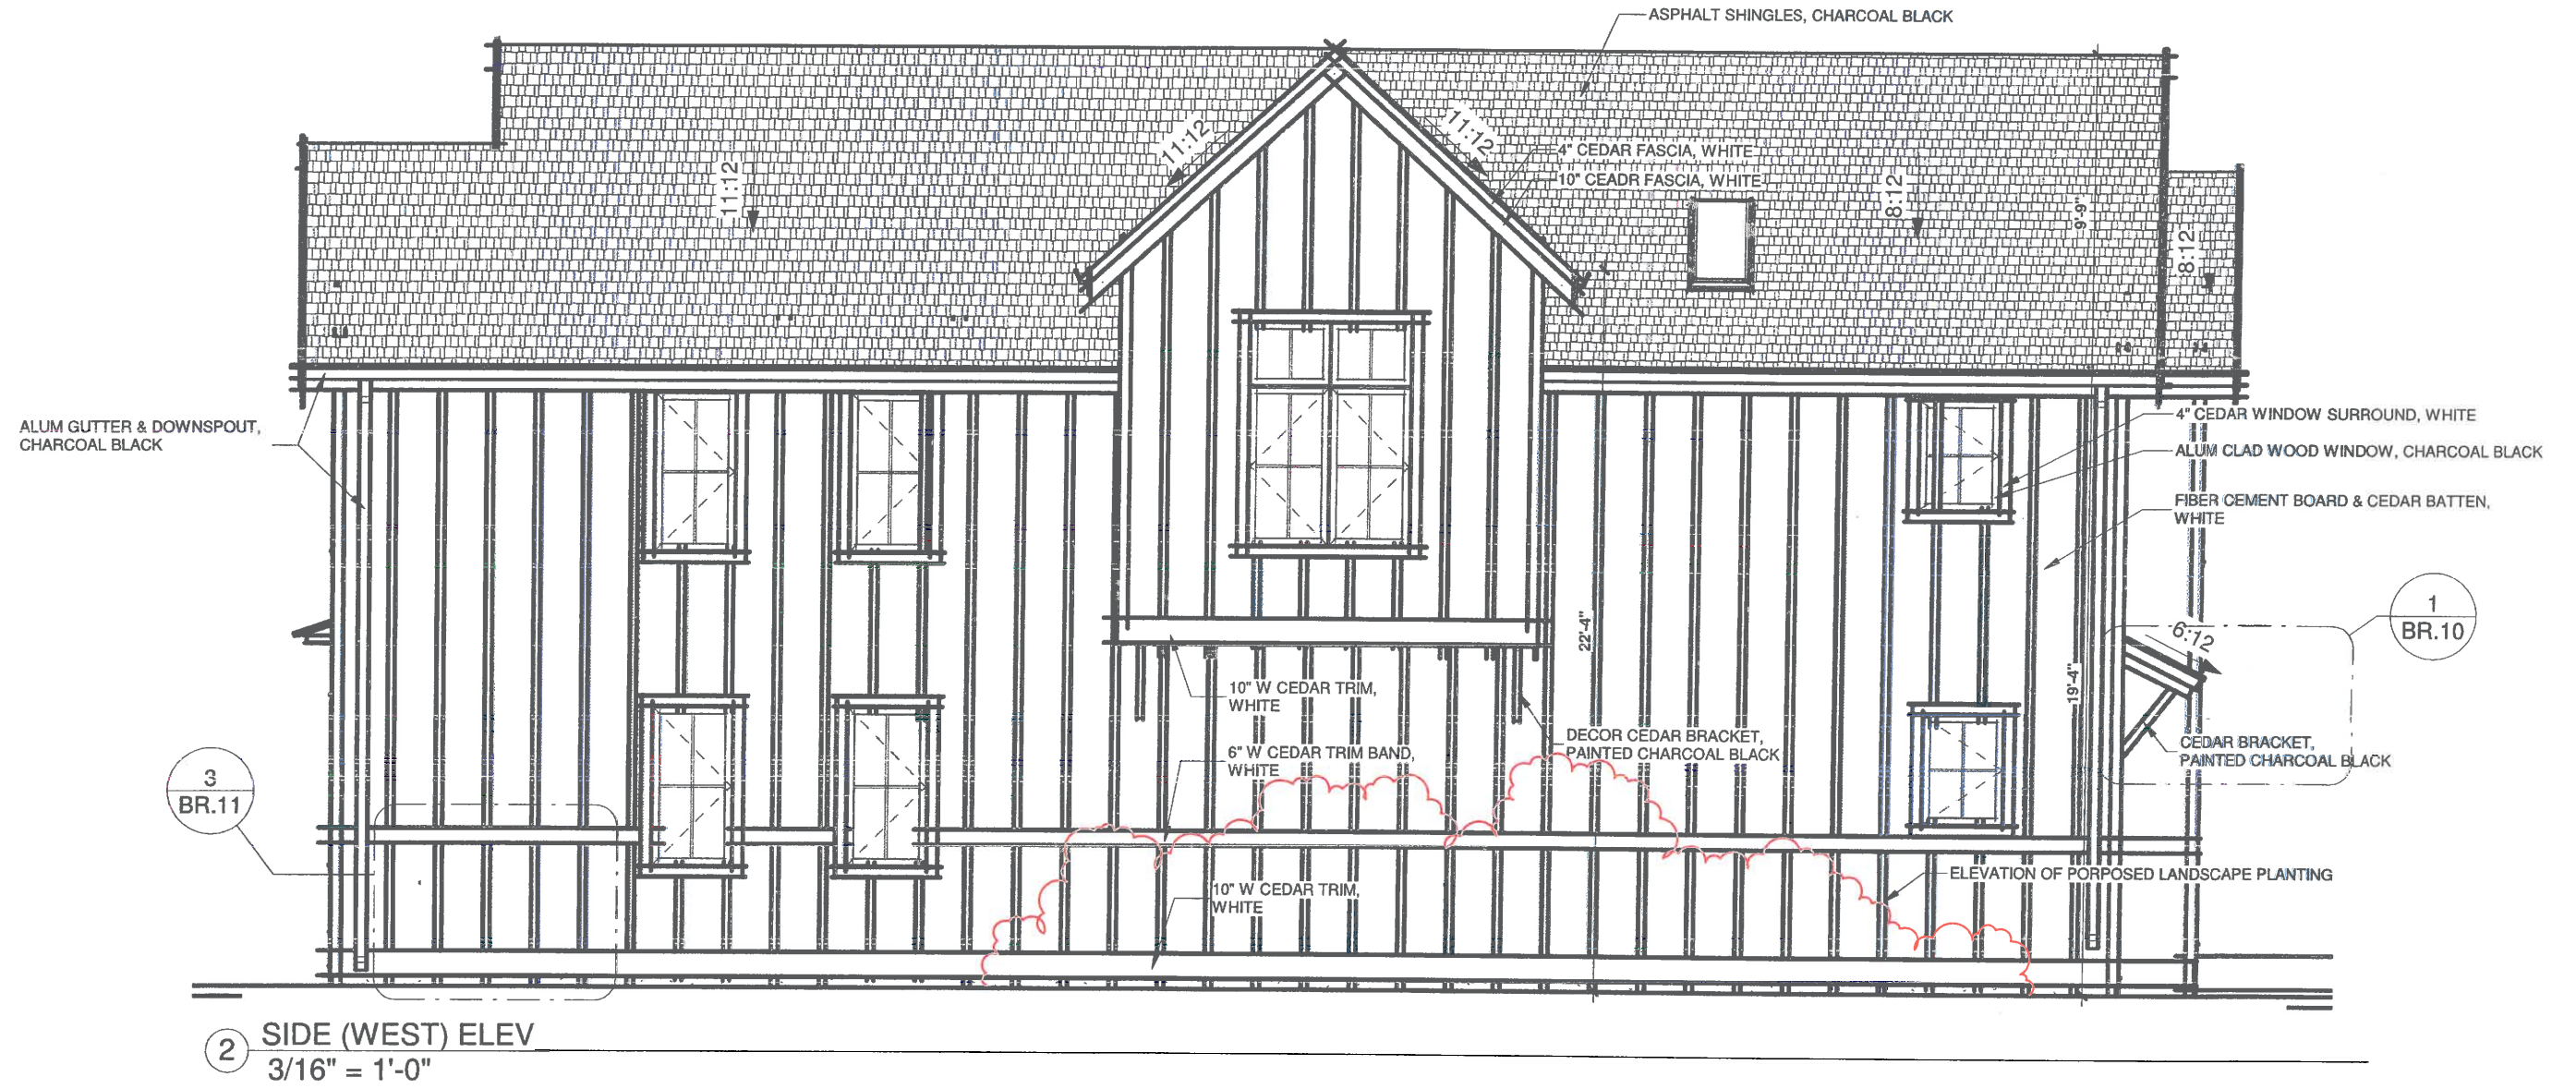 ASPHALT SHINGLES, CHARCOAL BLACK
11:12
11:12
11:12
4" CEDAR FASCIA, WHITE
10" CEADR FASCIA, WHITE
8:12
9'-9"
8:12
ALUM GUTTER & DOWNSPOUT,
CHARCOAL BLACK
4" CEDAR WINDOW SURROUND, WHITE
ALUM CLAD WOOD WINDOW, CHARCOAL BLACK
FIBER CEMENT BOARD & CEDAR BATTEN,
WHITE
1
BR.10
6:12
22'-4"
19'-4"
10" W CEDAR TRIM,
WHITE
DECOR CEDAR BRACKET,
PAINTED CHARCOAL BLACK
6" W CEDAR TRIM BAND,
WHITE
CEDAR BRACKET,
PAINTED CHARCOAL BLACK
3
BR.11
10" W CEDAR TRIM,
WHITE
ELEVATION OF PORPOSED LANDSCAPE PLANTING
2
SIDE (WEST) ELEV
3/16" = 1'-0"